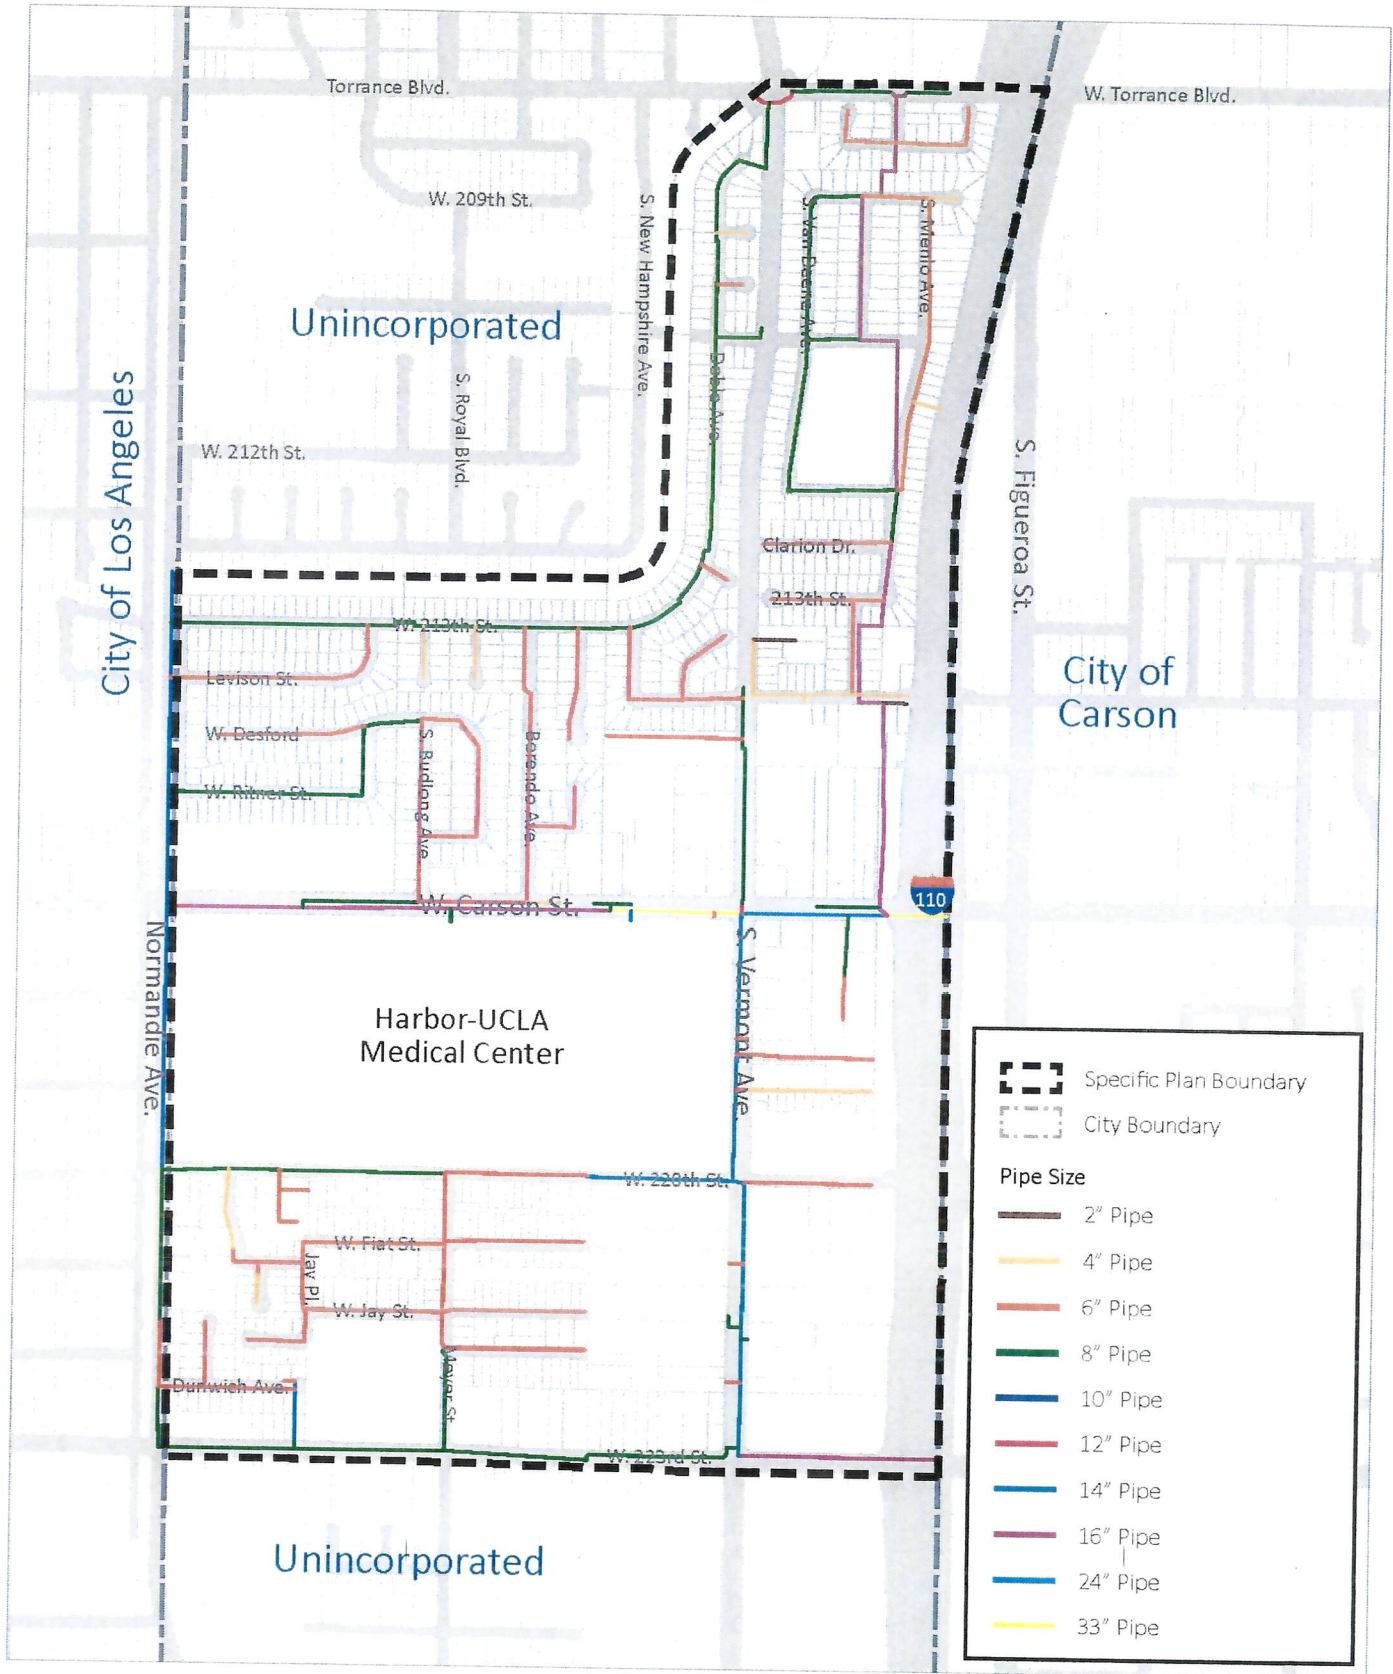 Torrance Blvd.
W. Torrance Blvd.
W. 209th St.
S. New Hampshire Ave.
S. Van Deene Ave.
S. Menlo Ave.
Unincorporated
Doble Ave.
S. Royal Blvd.
City of Los Angeles
W. 212th St.
S. Figueroa St.
Clarion Dr.
213th St.
W. 213th St.
Levison St.
City of
Carson
W. Desford
S Budlong Ave
Berendo Ave.
W. Ritner St.
W. Carson St.
110
Normandie Ave.
S. Vermont Ave.
Harbor-UCLA
Medical Center
W. 220th St.
W. Fiat St.
Jay Pl.
W. Jay St.
Meyer St
Dunwich Ave.
W. 223rd St.
Unincorporated
Specific Plan Boundary
City Boundary
Pipe Size
2" Pipe
4" Pipe
6" Pipe
8" Pipe
10" Pipe
12" Pipe
14" Pipe
16" Pipe
24" Pipe
33" Pipe